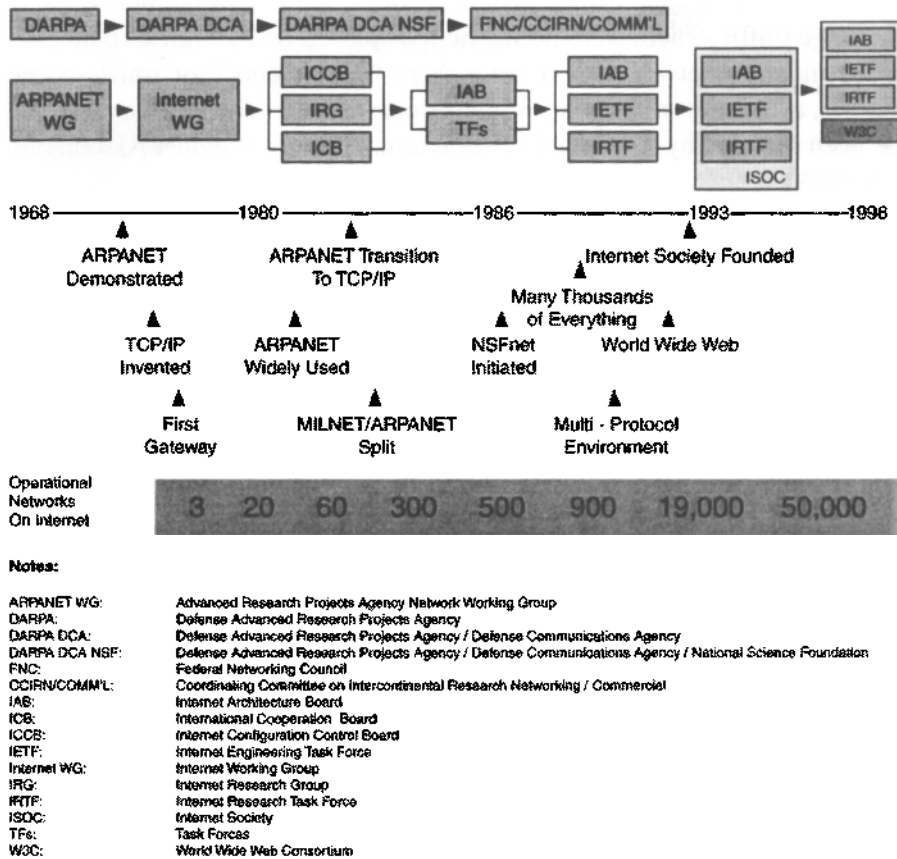 DARPA DARPA DCA DARPA DCA NSF FNC/CCIRN/COMM'L
ARPANET WG
Internet WG
ICCB
IRG
ICB
IAB
TFs
IAB
IETF
IRTF
IAB
IETF
IRTF
ISOC
IAB
IETF
IRTF
W3C
1968 1980 1986 1993 1998
ARPANET
Demonstrated
ARPANET Transition
To TCP/IP
Internet Society Founded
Many Thousands
of Everything
TCP/IP
Invented
ARPANET
Widely Used
NSFnet
Initiated
World Wide Web
First
Gateway
MILNET/ARPANET
Split
Multi - Protocol
Environment
Operational
Networks
On Internet
3 20 60 300 500 900 19,000 50,000
Notes:
ARPANET WG: Advanced Research Projects Agency Network Working Group
DARPA: Defense Advanced Research Projects Agency
DARPA DCA: Defense Advanced Research Projects Agency / Defense Communications Agency
DARPA DCA NSF: Defense Advanced Research Projects Agency / Defense Communications Agency / National Science Foundation
FNC: Federal Networking Council
CCIRN/COMM'L: Coordinating Committee on Intercontinental Research Networking / Commercial
IAB: Internet Architecture Board
ICB: International Cooperation Board
ICCB: Internet Configuration Control Board
IETF: Internet Engineering Task Force
Internet WG: Internet Working Group
IRG: Internet Research Group
IRTF: Internet Research Task Force
ISOC: Internet Society
TFs: Task Forces
W3C: World Wide Web Consortium